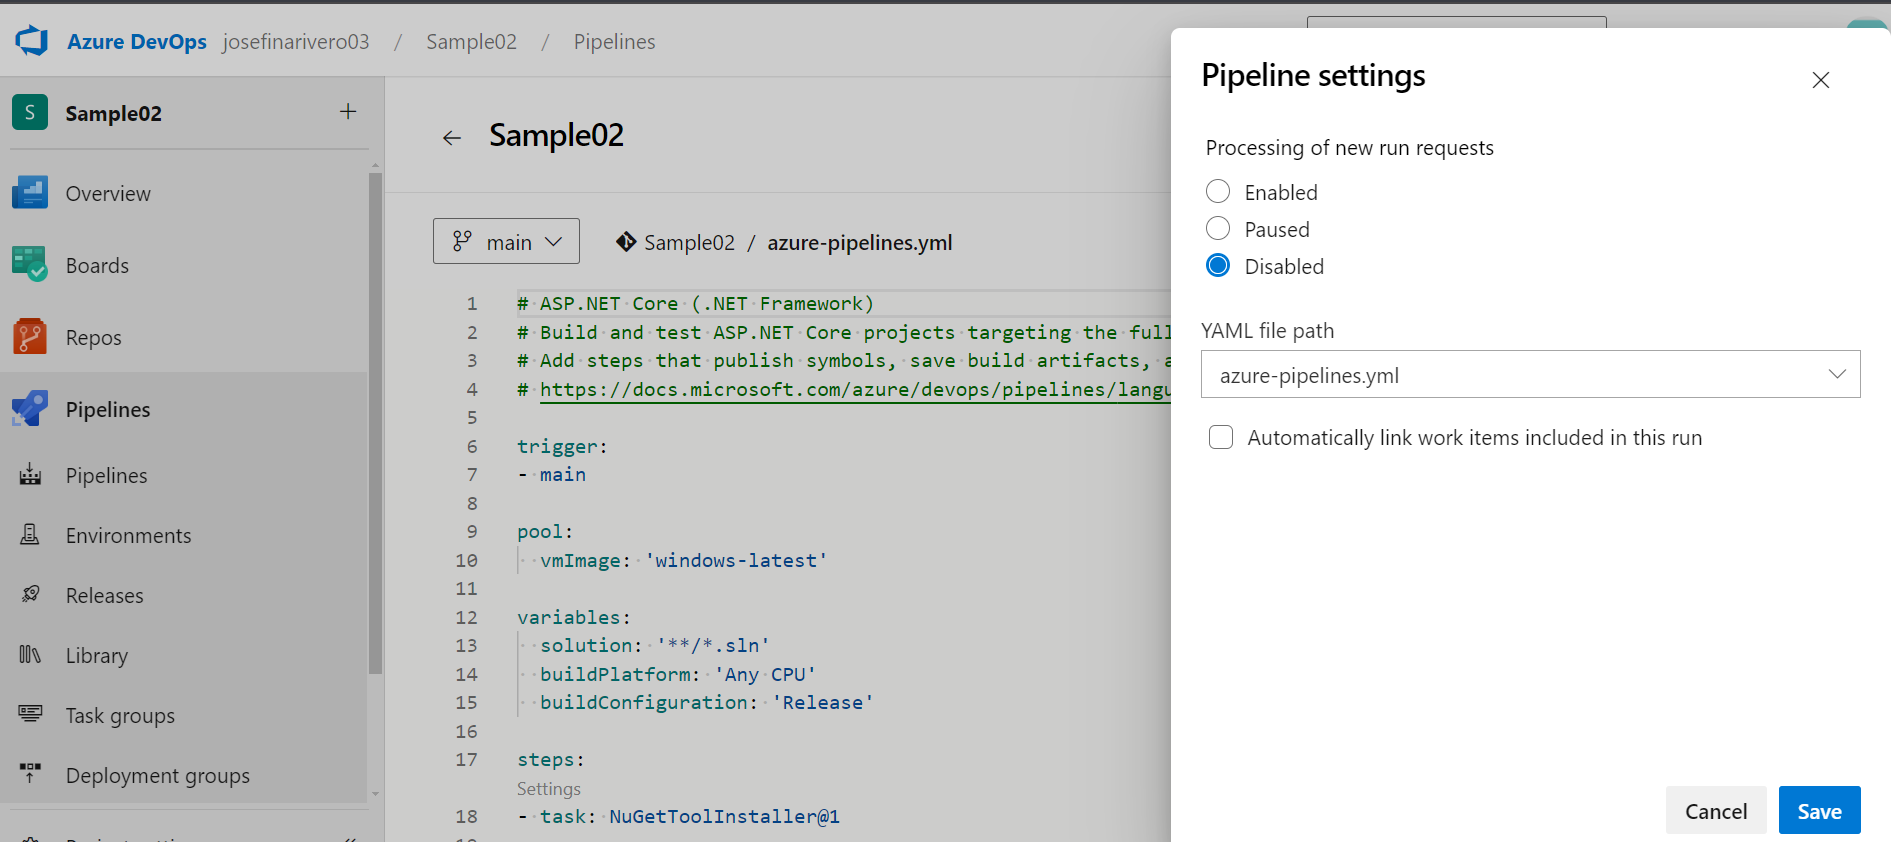 Azure DevOps josefinarivero03 / Sample02 / Pipelines
S Sample02 +
Overview
Boards
Repos
Pipelines
Pipelines
Environments
Releases
Library
Task groups
Deployment groups
Sample02
main
Sample02 / azure-pipelines.yml
1 # ASP.NET Core (.NET Framework)
2 # Build and test ASP.NET Core projects targeting the full
3 # Add steps that publish symbols, save build artifacts, a
4 # https://docs.microsoft.com/azure/devops/pipelines/langu
5
6 trigger:
7 - main
8
9 pool:
10 vmImage: 'windows-latest'
11
12 variables:
13 solution: '**/*.sln'
14 buildPlatform: 'Any CPU'
15 buildConfiguration: 'Release'
16
17 steps:
Settings
18 - task: NuGetToolInstaller@1
Pipeline settings
Processing of new run requests
Enabled
Paused
Disabled
YAML file path
azure-pipelines.yml
Automatically link work items included in this run
Cancel
Save